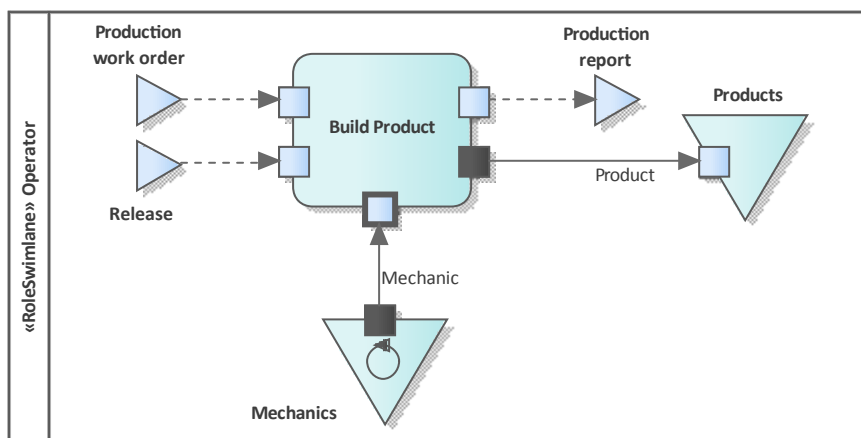 «RoleSwimlane» Operator
Production
work order
Release
Build Product
Production
report
Products
Product
Mechanic
Mechanics